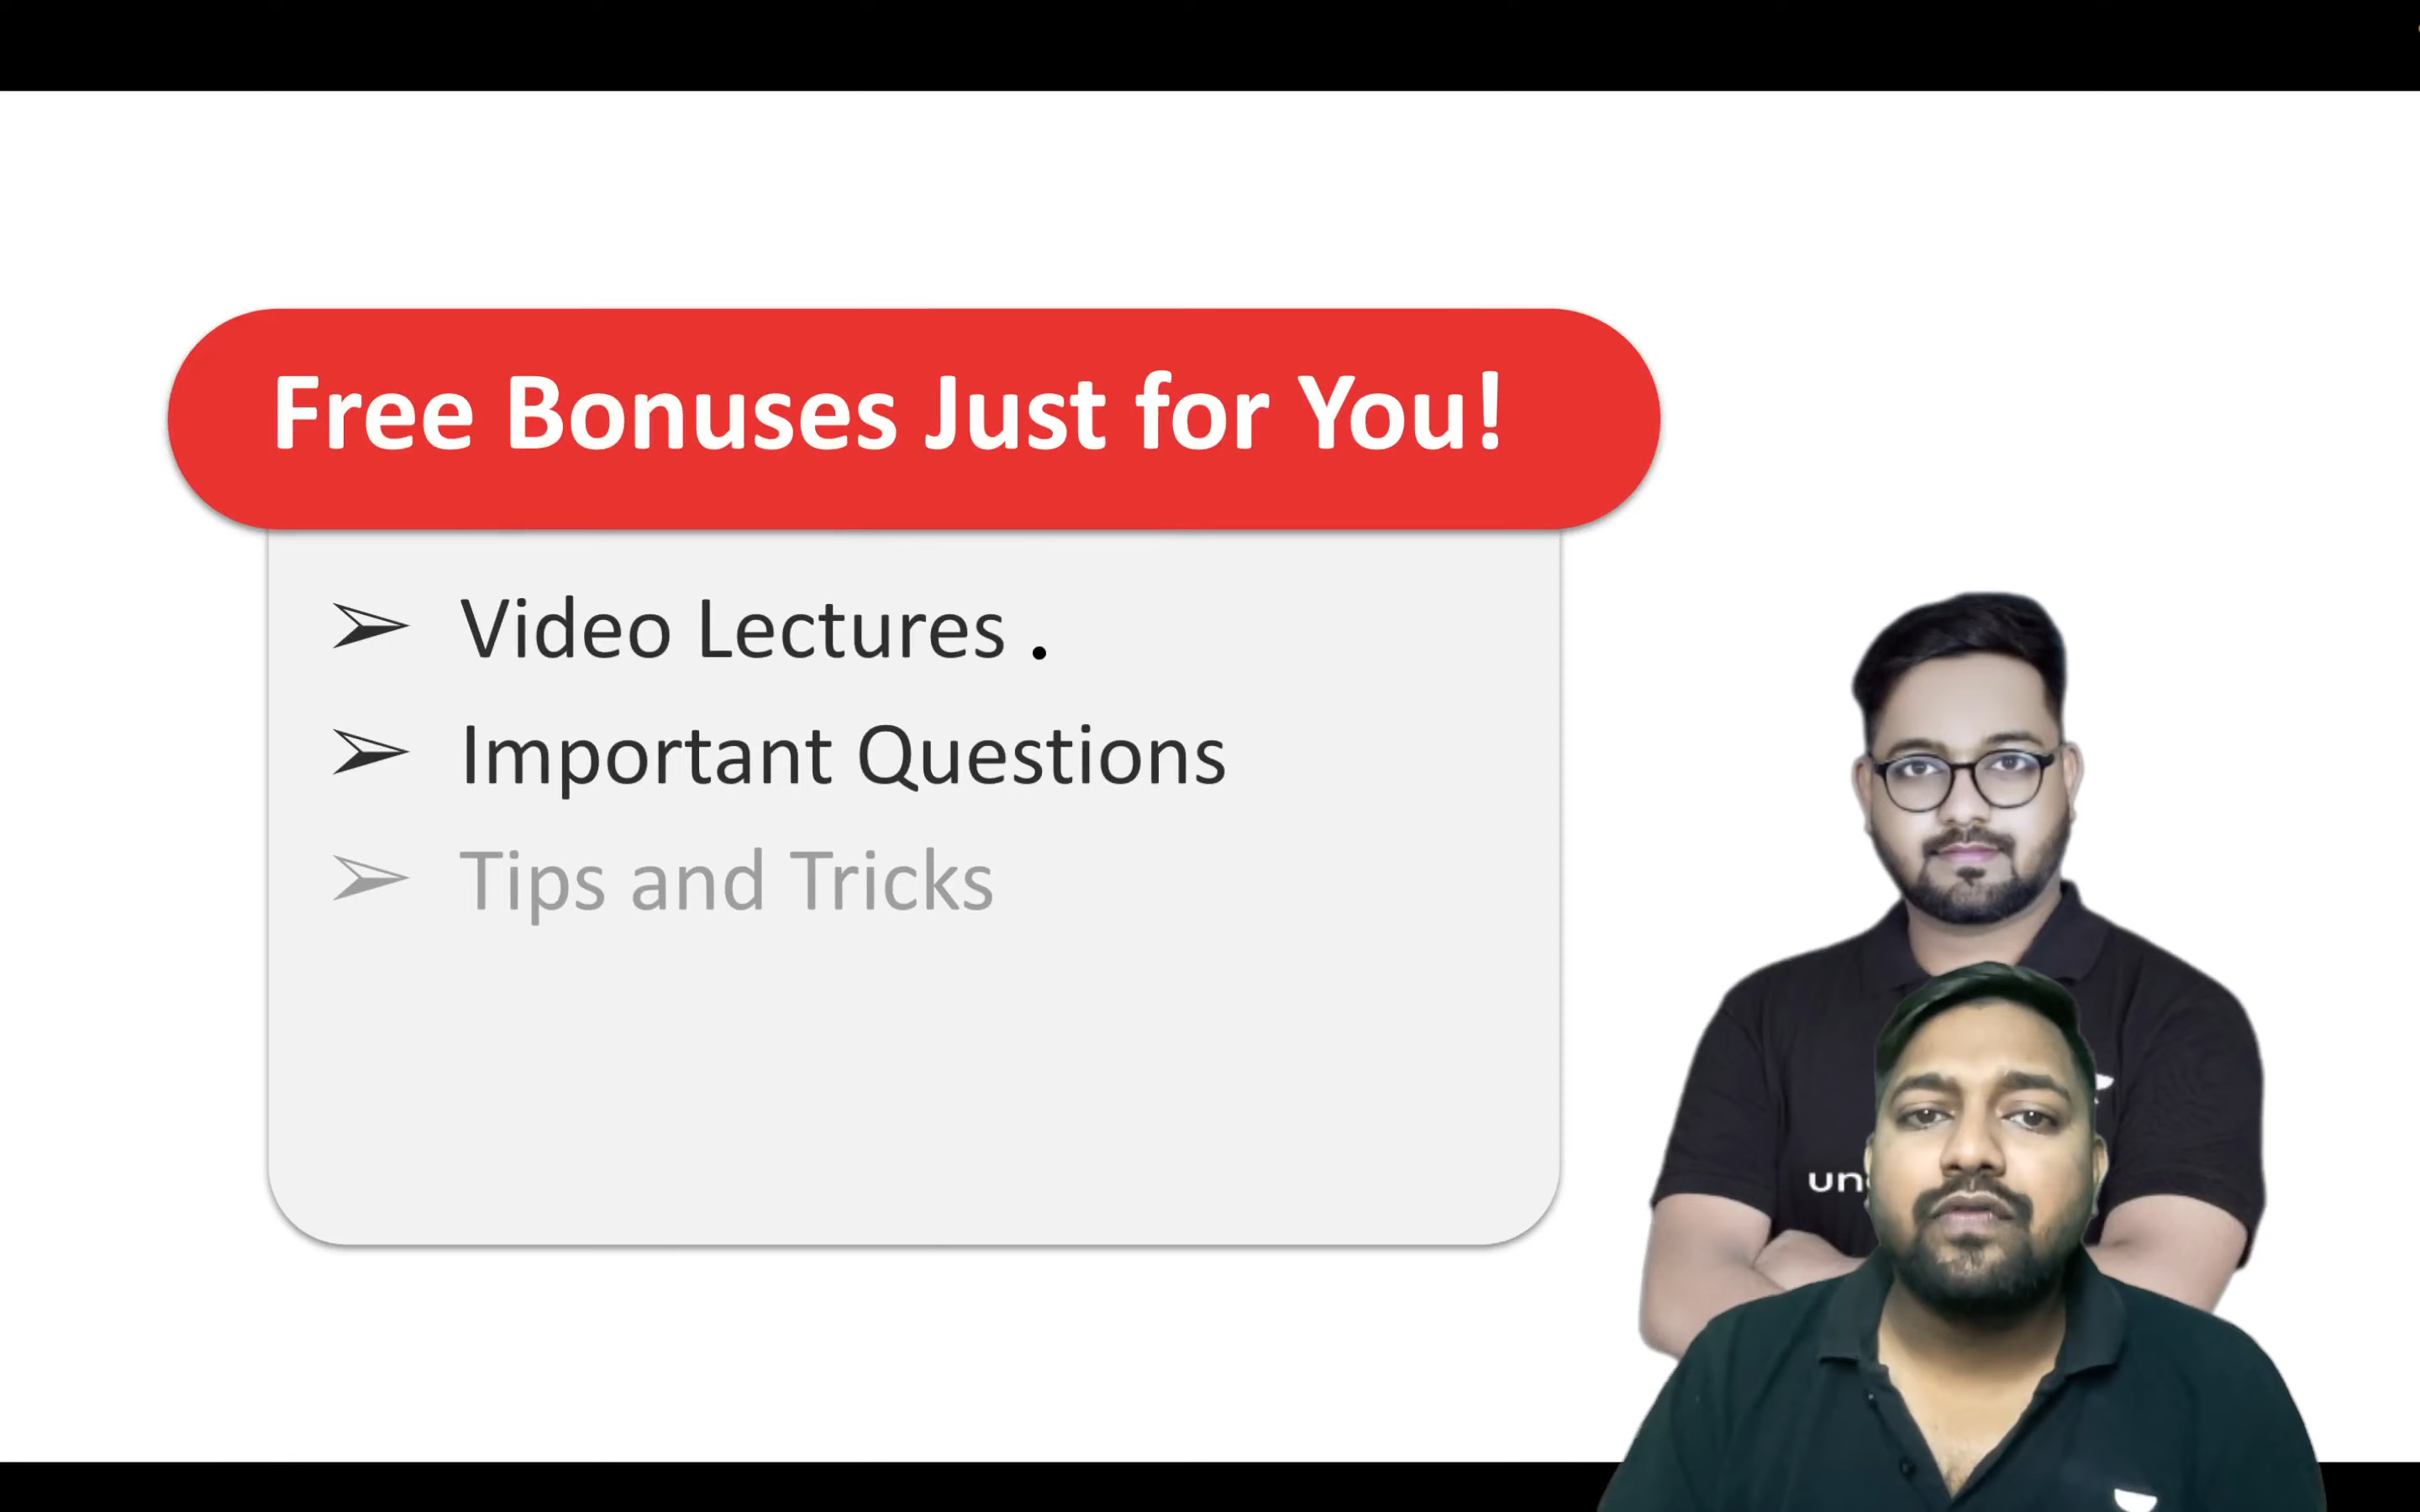 Free Bonuses Just for You!
➢ Video Lectures .
➢ Important Questions
➢ Tips and Tricks